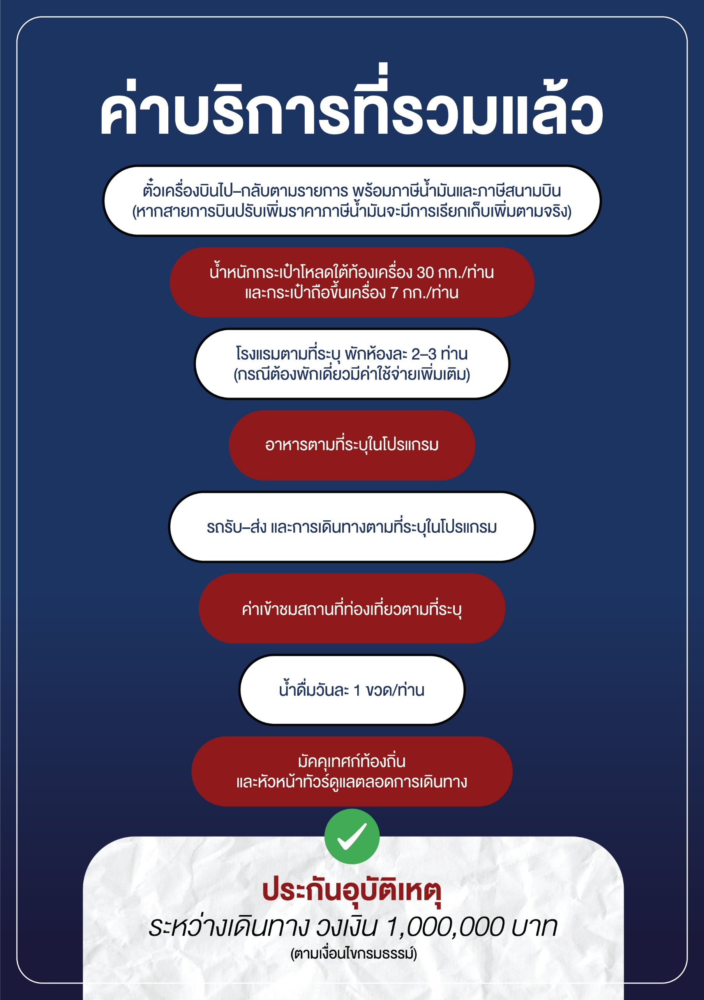 ค่าบริการที่รวมแล้ว
ตั๋วเครื่องบินไป–กลับตามรายการ พร้อมภาษีน้ำมันและภาษีสนามบิน
(หากสายการบินปรับเพิ่มราคาภาษีน้ำมันจะมีการเรียกเก็บเพิ่มตามจริง)
น้ำหนักกระเป๋าโหลดใต้ท้องเครื่อง 30 กก./ท่าน
และกระเป๋าถือขึ้นเครื่อง 7 กก./ท่าน
โรงแรมตามที่ระบุ พักห้องละ 2–3 ท่าน
(กรณีต้องพักเดี่ยวมีค่าใช้จ่ายเพิ่มเติม)
อาหารตามที่ระบุในโปรแกรม
รถรับ–ส่ง และการเดินทางตามที่ระบุในโปรแกรม
ค่าเข้าชมสถานที่ท่องเที่ยวตามที่ระบุ
น้ำดื่มวันละ 1 ขวด/ท่าน
มัคคุเทศก์ท้องถิ่น
และหัวหน้าทัวร์ดูแลตลอดการเดินทาง
ประกันอุบัติเหตุ
ระหว่างเดินทาง วงเงิน 1,000,000 บาท
(ตามเงื่อนไขกรมธรรม์)